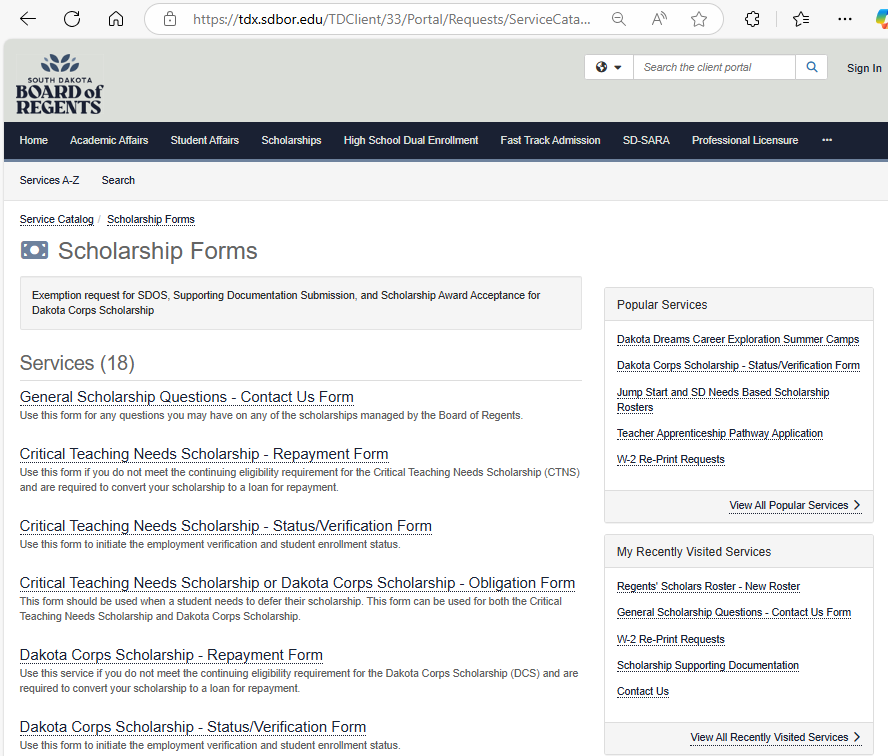 https://tdx.sdbor.edu/TDClient/33/Portal/Requests/ServiceCata...
SOUTH DAKOTA
BOARD of
REGENTS
Search the client portal
Sign In
Home Academic Affairs Student Affairs Scholarships High School Dual Enrollment Fast Track Admission SD-SARA Professional Licensure ...
Services A-Z Search
Service Catalog / Scholarship Forms
Scholarship Forms
Exemption request for SDOS, Supporting Documentation Submission, and Scholarship Award Acceptance for
Dakota Corps Scholarship
Services (18)
General Scholarship Questions - Contact Us Form
Use this form for any questions you may have on any of the scholarships managed by the Board of Regents.
Critical Teaching Needs Scholarship - Repayment Form
Use this form if you do not meet the continuing eligibility requirement for the Critical Teaching Needs Scholarship (CTNS)
and are required to convert your scholarship to a loan for repayment.
Critical Teaching Needs Scholarship - Status/Verification Form
Use this form to initiate the employment verification and student enrollment status.
Critical Teaching Needs Scholarship or Dakota Corps Scholarship - Obligation Form
This form should be used when a student needs to defer their scholarship. This form can be used for both the Critical
Teaching Needs Scholarship and Dakota Corps Scholarship.
Dakota Corps Scholarship - Repayment Form
Use this service if you do not meet the continuing eligibility requirement for the Dakota Corps Scholarship (DCS) and are
required to convert your scholarship to a loan for repayment.
Dakota Corps Scholarship - Status/Verification Form
Use this form to initiate the employment verification and student enrollment status.
Popular Services
Dakota Dreams Career Exploration Summer Camps
Dakota Corps Scholarship - Status/Verification Form
Jump Start and SD Needs Based Scholarship
Rosters
Teacher Apprenticeship Pathway Application
W-2 Re-Print Requests
View All Popular Services
My Recently Visited Services
Regents' Scholars Roster - New Roster
General Scholarship Questions - Contact Us Form
W-2 Re-Print Requests
Scholarship Supporting Documentation
Contact Us
View All Recently Visited Services